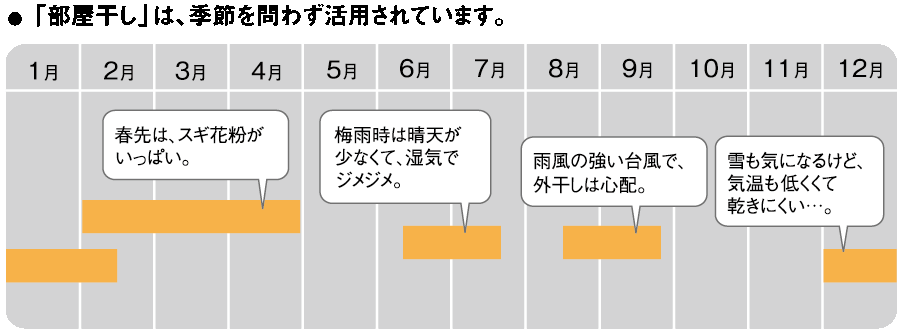 ●「部屋干し」は、季節を問わず活用されています。
1月 2月 3月 4月 5月 6月 7月 8月 9月 10月 11月 12月
春先は、スギ花粉が
いっぱい。
梅雨時は晴天が
少なくて、湿気で
ジメジメ。
雨風の強い台風で、
外干しは心配。
雪も気になるけど、
気温も低くくて
乾きにくい…。